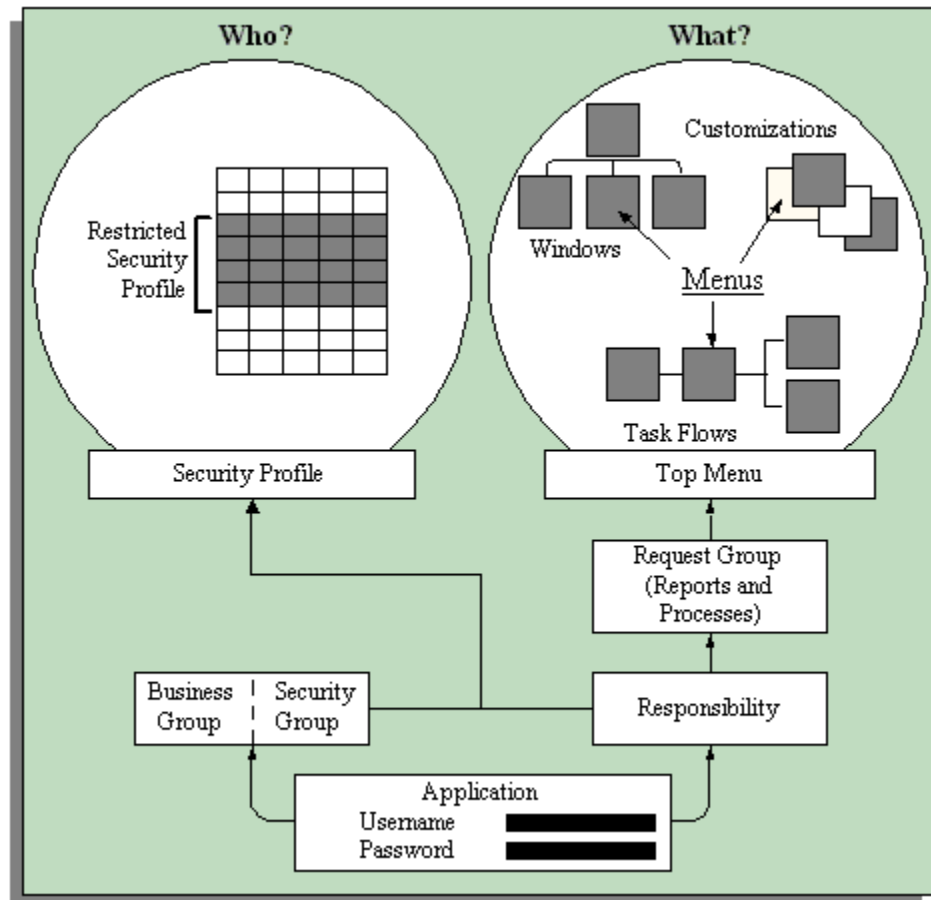 Who?
What?
Customizations
Restricted
Security
Profile
Windows
Menus
Task Flows
Security Profile
Top Menu
Request Group
(Reports and
Processes)
Business
Group
Security
Group
Responsibility
Application
Username
Password